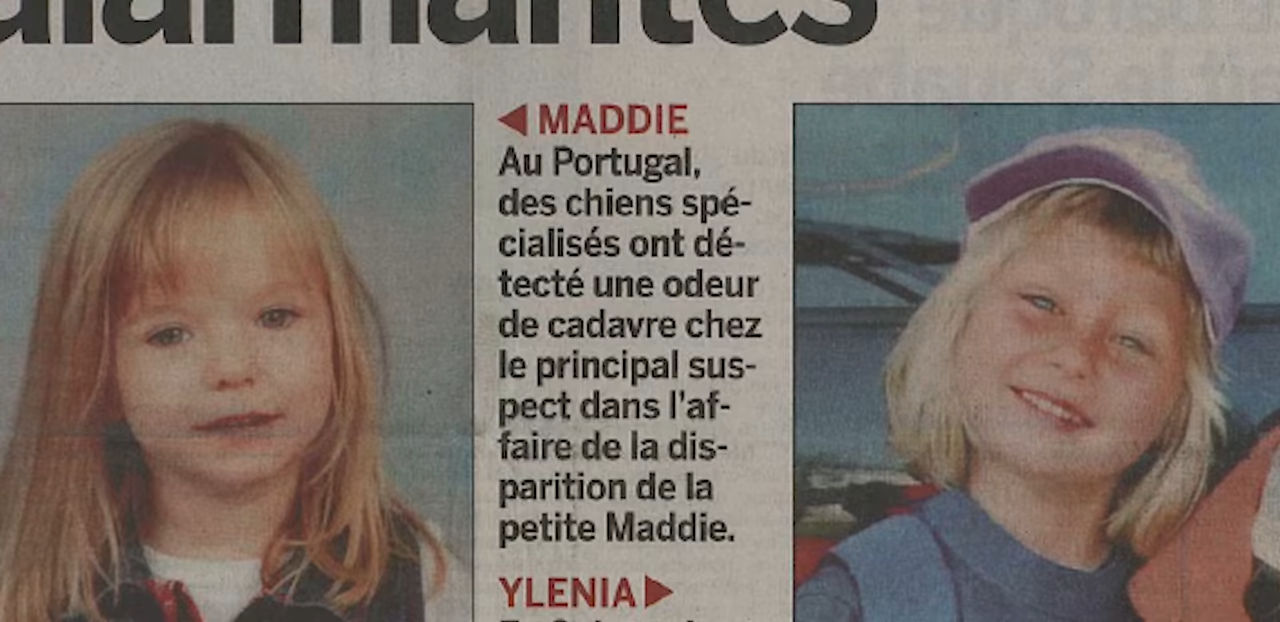 alarmantes
MADDIE
Au Portugal,
des chiens spé-
cialisés ont dé-
tecté une odeur
de cadavre chez
le principal sus-
pect dans l'af-
faire de la dis-
parition de la
petite Maddie.
YLENIA